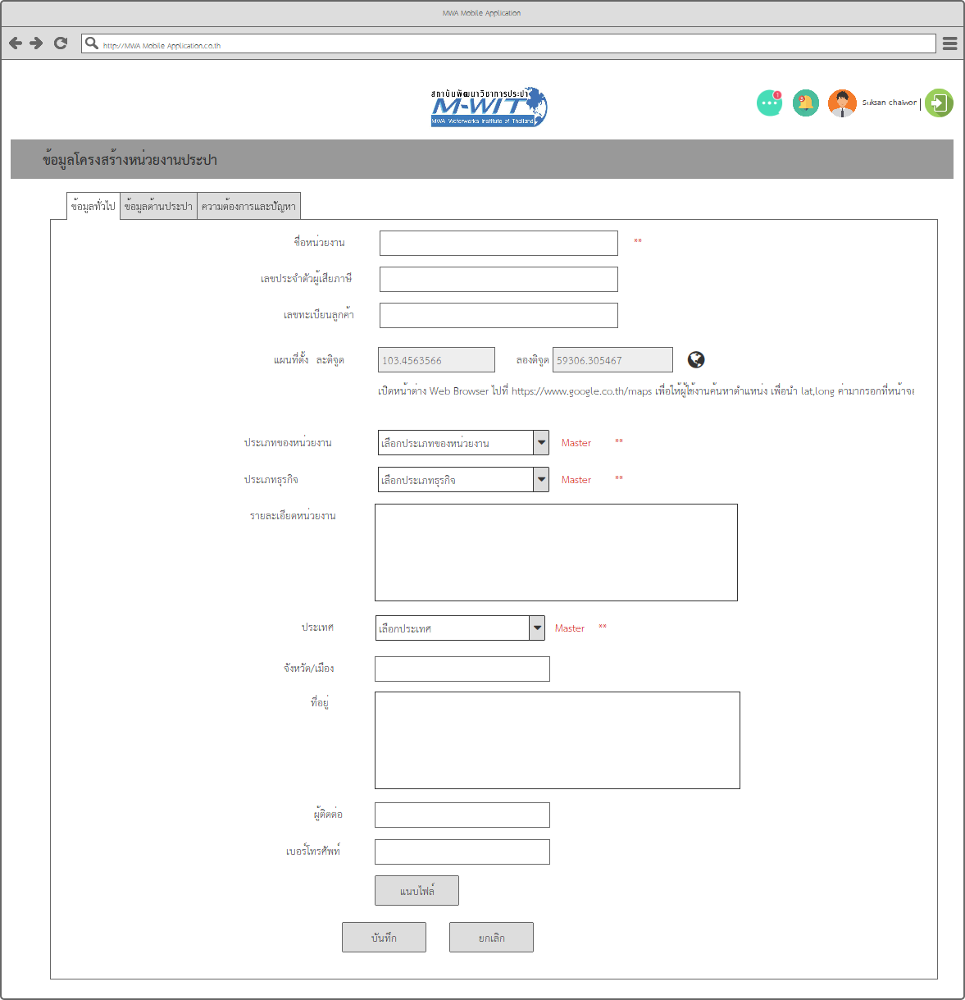 MWA Mobile Application
http://MWA Mobile Application.co.th
สถาบันพัฒนาวิชาการประปา
M-WIT
MWA Waterworks Institute of Thailand
1
3
Suksan chaiwon
ข้อมูลโครงสร้างหน่วยงานประปา
ข้อมูลทั่วไป ข้อมูลด้านประปา ความต้องการและปัญหา
ชื่อหน่วยงาน **
เลขประจำตัวผู้เสียภาษี
เลขทะเบียนลูกค้า
แผนที่ตั้ง ละติจูด 103.4563566 ลองติจูด 59306.305467
เปิดหน้าต่าง Web Browser ไปที่ https://www.google.co.th/maps เพื่อให้ผู้ใช้งานค้นหาตำแหน่ง เพื่อนำ lat,long ค่ามากรอกที่หน้าจอ
ประเภทของหน่วยงาน เลือกประเภทของหน่วยงาน Master **
ประเภทธุรกิจ เลือกประเภทธุรกิจ Master **
รายละเอียดหน่วยงาน
ประเทศ เลือกประเทศ Master **
จังหวัด/เมือง
ที่อยู่
ผู้ติดต่อ
เบอร์โทรศัพท์
แนบไฟล์
บันทึก ยกเลิก